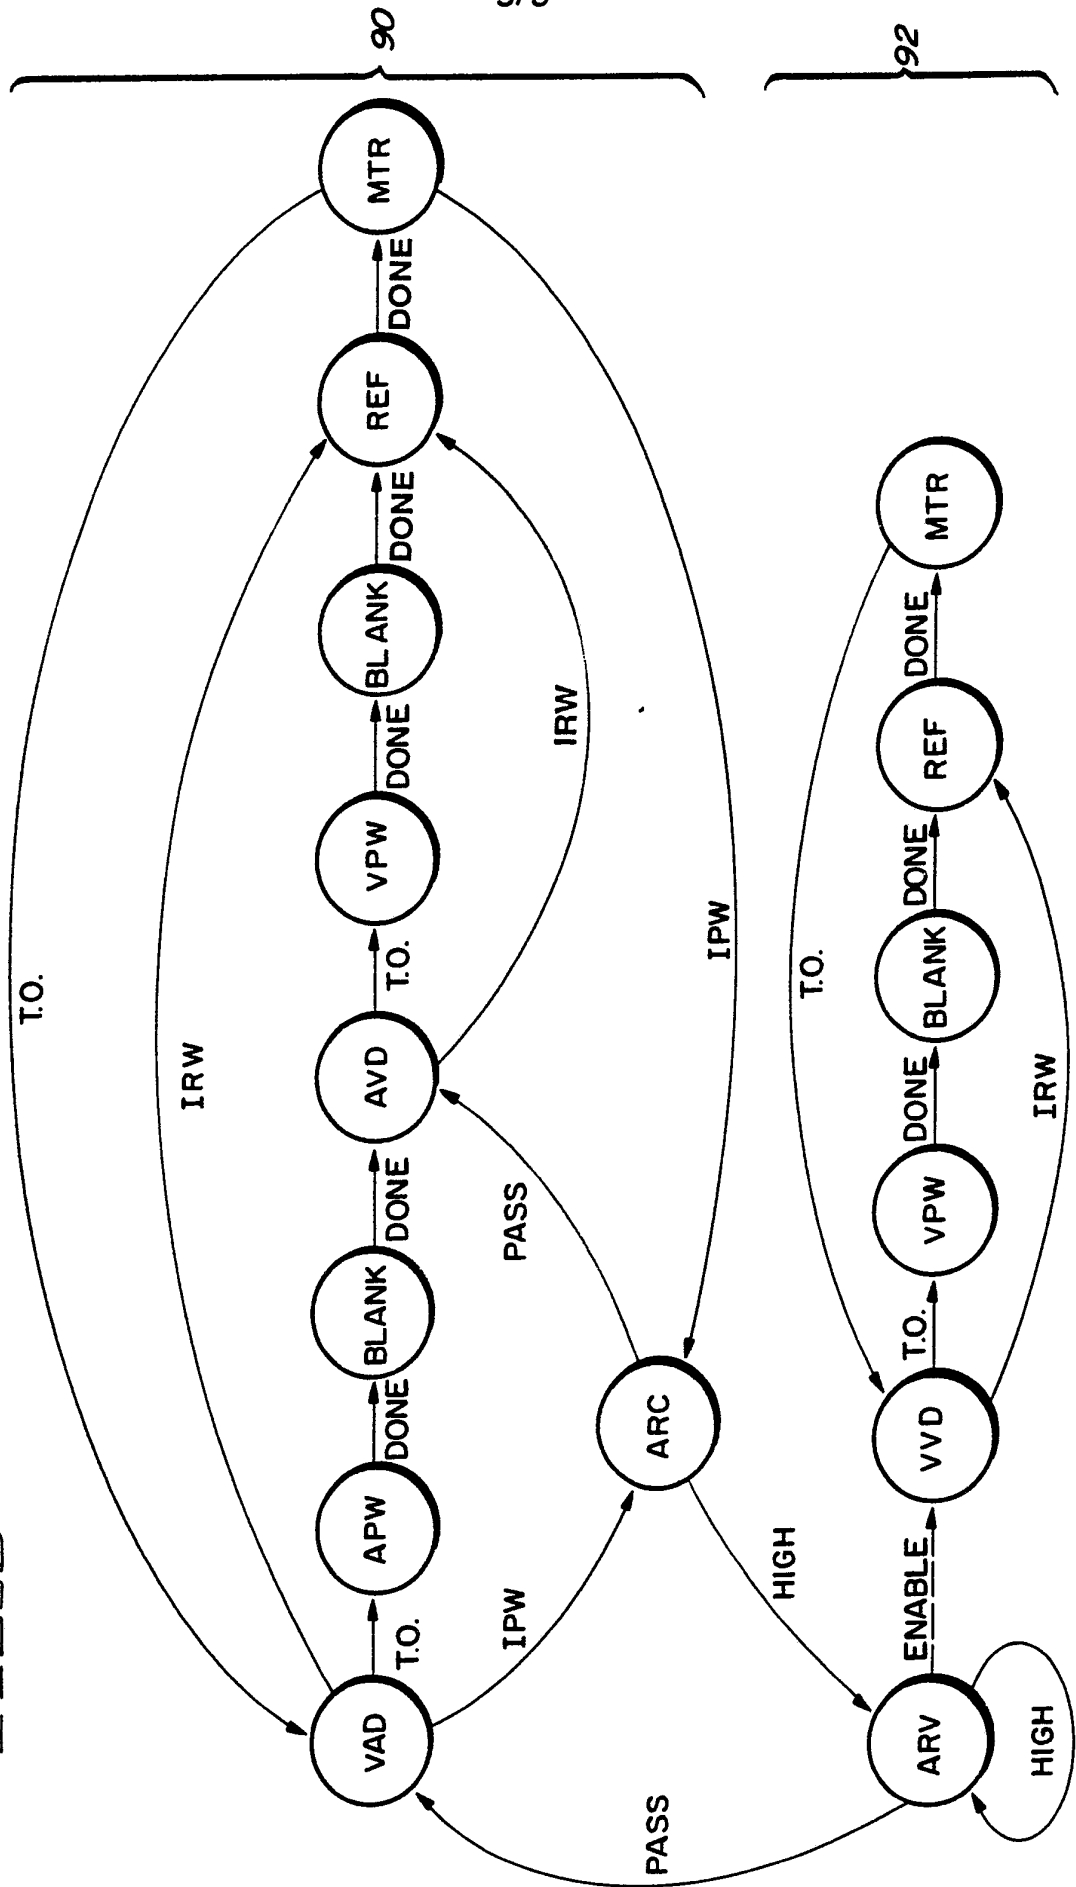 90
T.O.
IRW
VAD
T.O.
APW
DONE
BLANK
DONE
AVD
T.O.
VPW
DONE
BLANK
DONE
REF
DONE
MTR
IPW
PASS
IRW
ARC
IPW
HIGH
PASS
92
T.O.
ARV
ENABLE
VVD
T.O.
VPW
DONE
BLANK
DONE
REF
DONE
MTR
HIGH
IRW